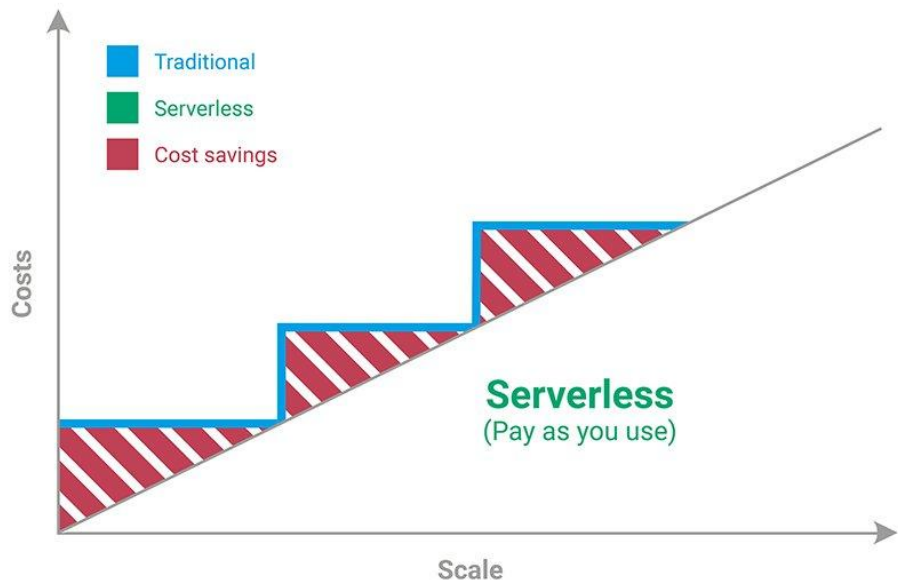 Traditional
Serverless
Cost savings
Costs
Serverless
(Pay as you use)
Scale